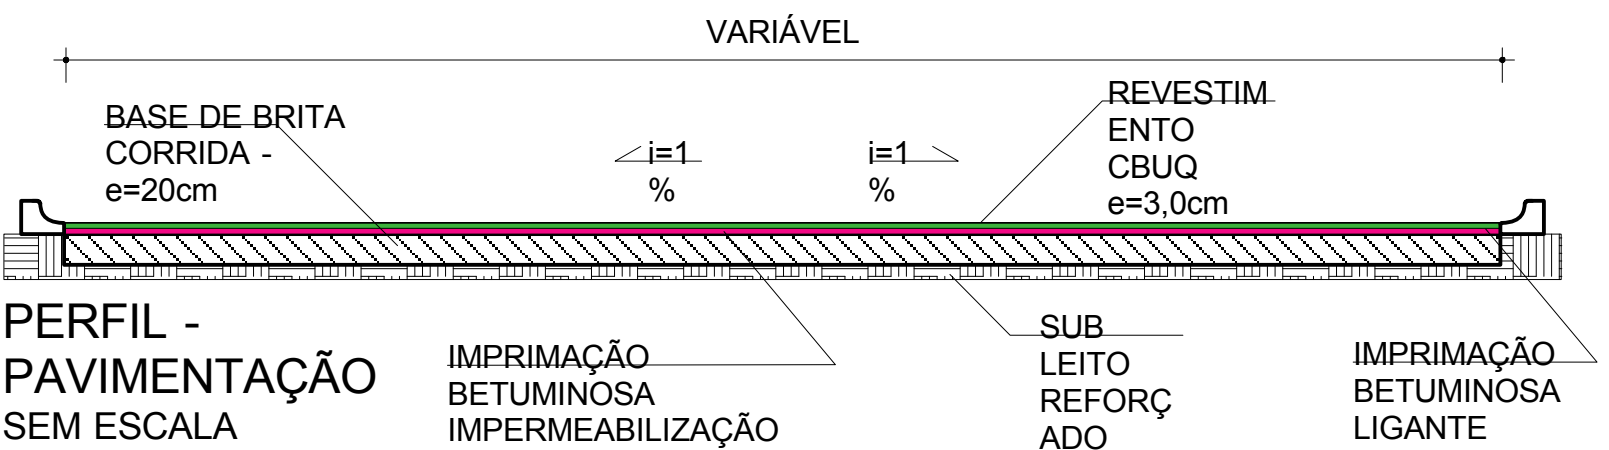 VARIÁVEL
BASE DE BRITA
CORRIDA -
e=20cm
i=1
%
i=1
%
REVESTIM
ENTO
CBUQ
e=3,0cm
PERFIL -
PAVIMENTAÇÃO
SEM ESCALA
IMPRIMAÇÃO
BETUMINOSA
IMPERMEABILIZAÇÃO
SUB
LEITO
REFORÇ
ADO
IMPRIMAÇÃO
BETUMINOSA
LIGANTE